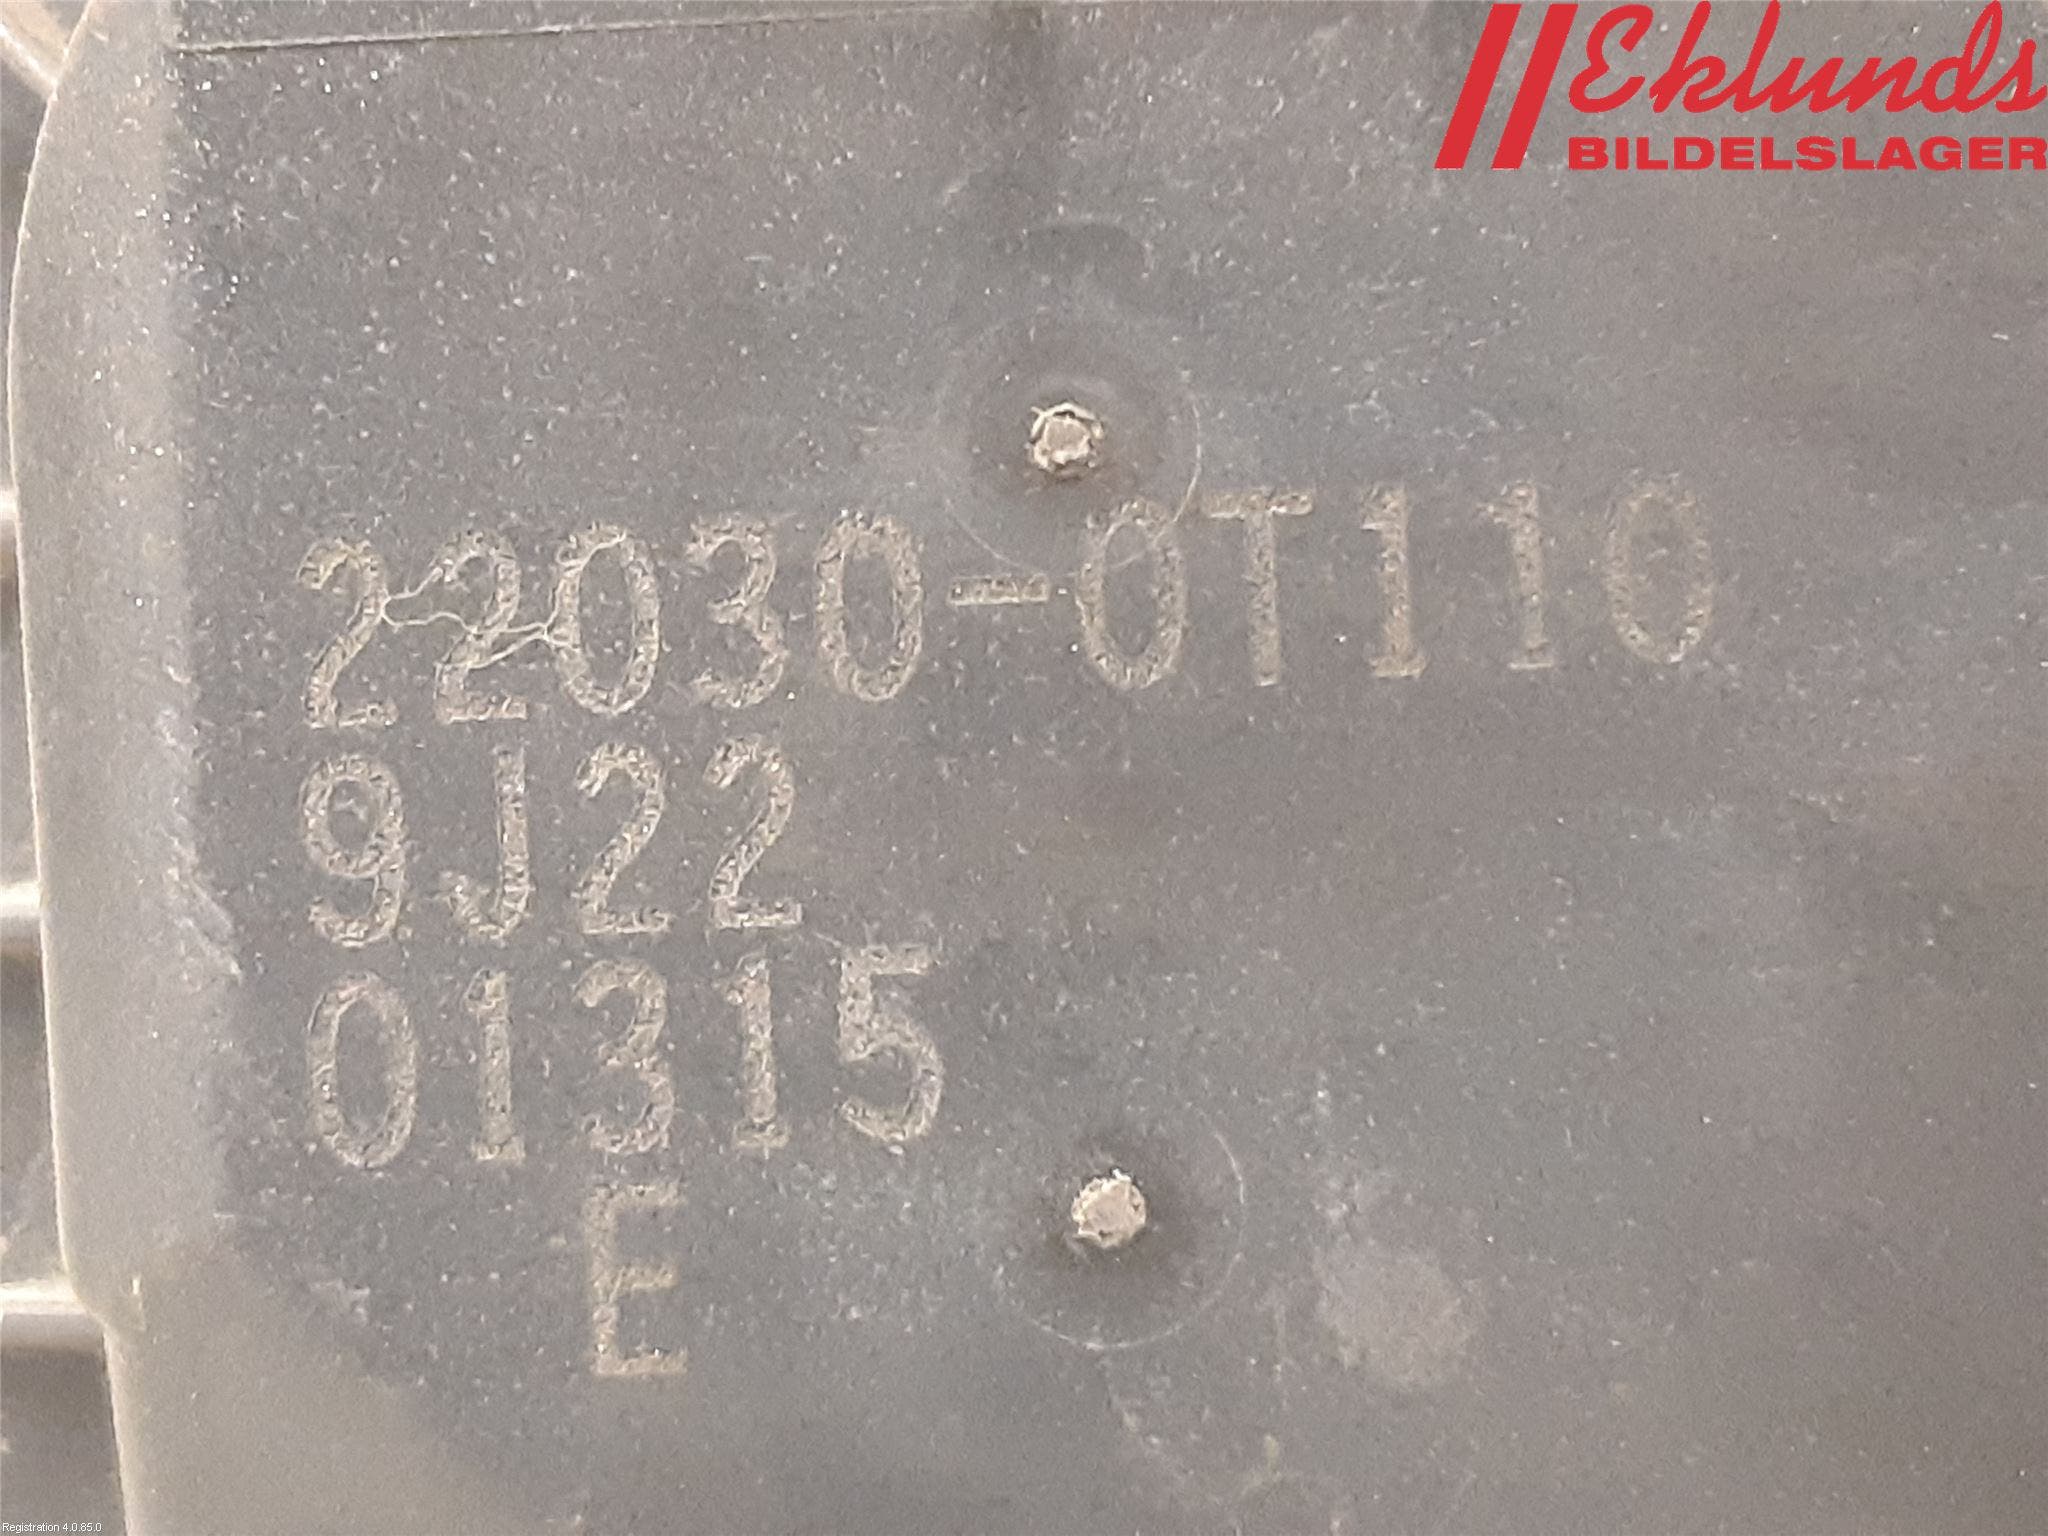 Eklunds
BILDELSLAGER
22030-0T110
9J22
01315
E
Registration 4.0.85.0